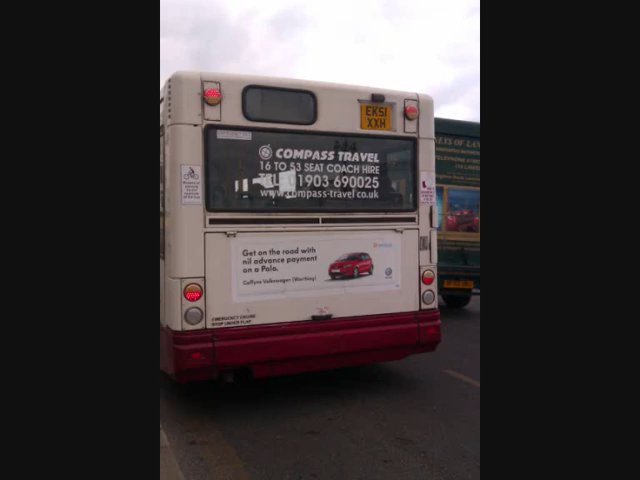 EK51
XXH
COMPASS TRAVEL
16 TO 53 SEAT COACH HIRE
TEL 01903 690025
www.compass-travel.co.uk
Get on the road with
nil advance payment
on a Polo.
Caffyns Volkswagen (Worthing)
EMERGENCY ENGINE
STOP UNDER FLAP